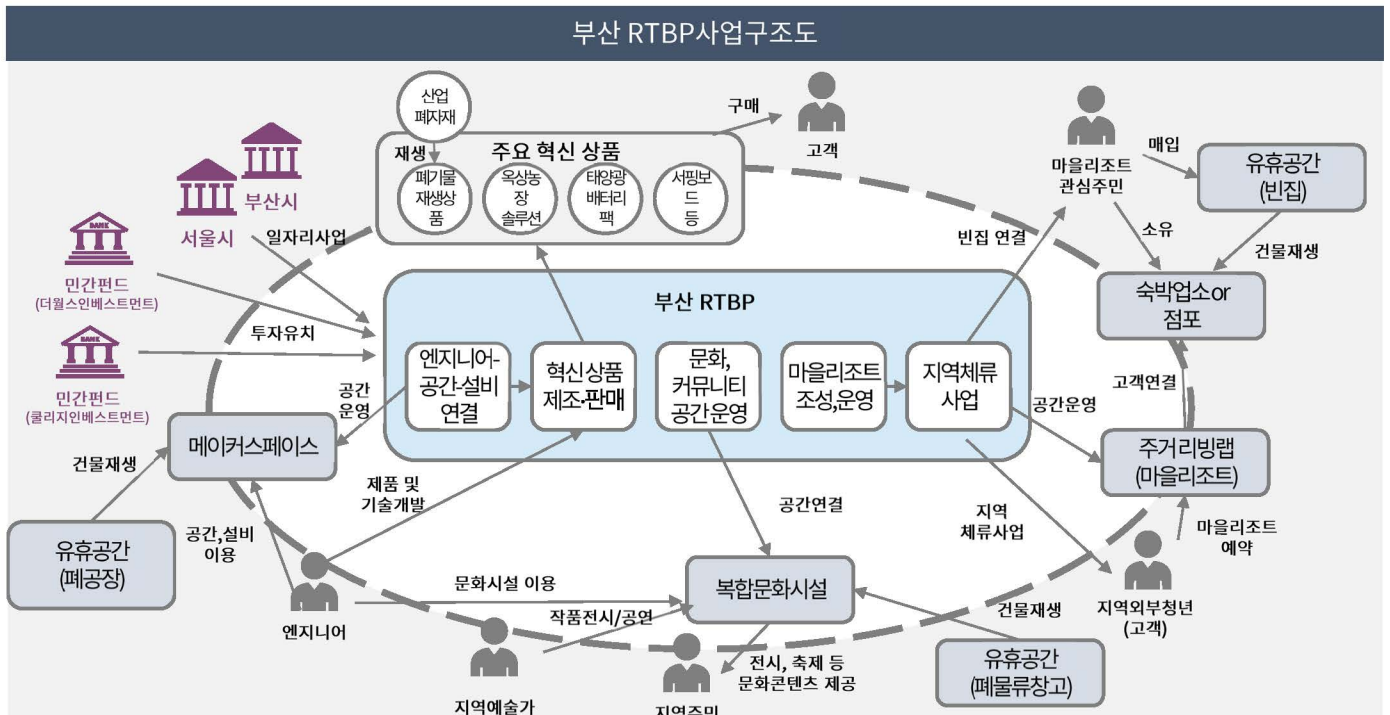 부산 RTBP사업구조도
산업
폐자재
재생
주요 혁신 상품
폐기물
재생상
품
옥상농
장
솔루션
태양광
배터리
팩
서핑보
드 등
구매
고객
마을리조트
관심주민
매입
유휴공간
(빈집)
소유
건물재생
빈집 연결
숙박업소or
점포
고객연결
부산시
서울시
일자리사업
BANK
민간펀드
(더월스인베스트먼트)
투자유치
BANK
민간펀드
(쿨리지인베스트먼트)
부산 RTBP
엔지니어-
공간-설비
연결
혁신상품
제조·판매
문화,
커뮤니티
공간운영
마을리조트
조성,운영
지역체류
사업
공간
운영
공간운영
메이커스페이스
주거리빙랩
(마을리조트)
건물재생
유휴공간
(폐공장)
공간,설비
이용
제품 및
기술개발
공간연결
지역
체류사업
마을리조트
예약
엔지니어
문화시설 이용
작품전시/공연
복합문화시설
건물재생
지역외부청년
(고객)
지역예술가
지역주민
전시, 축제 등
문화콘텐츠 제공
유휴공간
(폐물류창고)